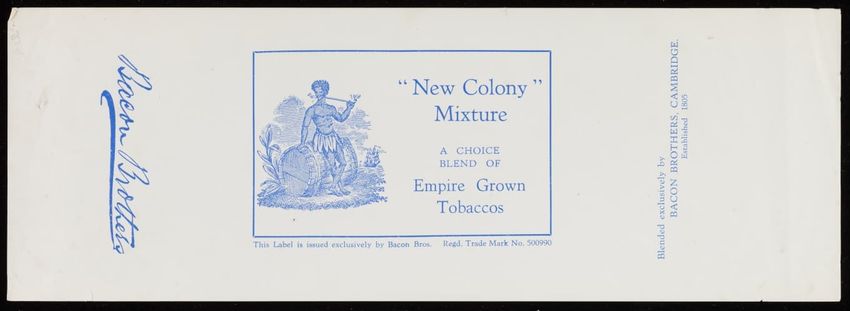 Bacon Brothers
"New Colony"
Mixture
A CHOICE
BLEND OF
Empire Grown
Tobaccos
This Label is issued exclusively by Bacon Bros. Regd. Trade Mark No. 500990
Blended exclusively by
BACON BROTHERS, CAMBRIDGE.
Established 1805